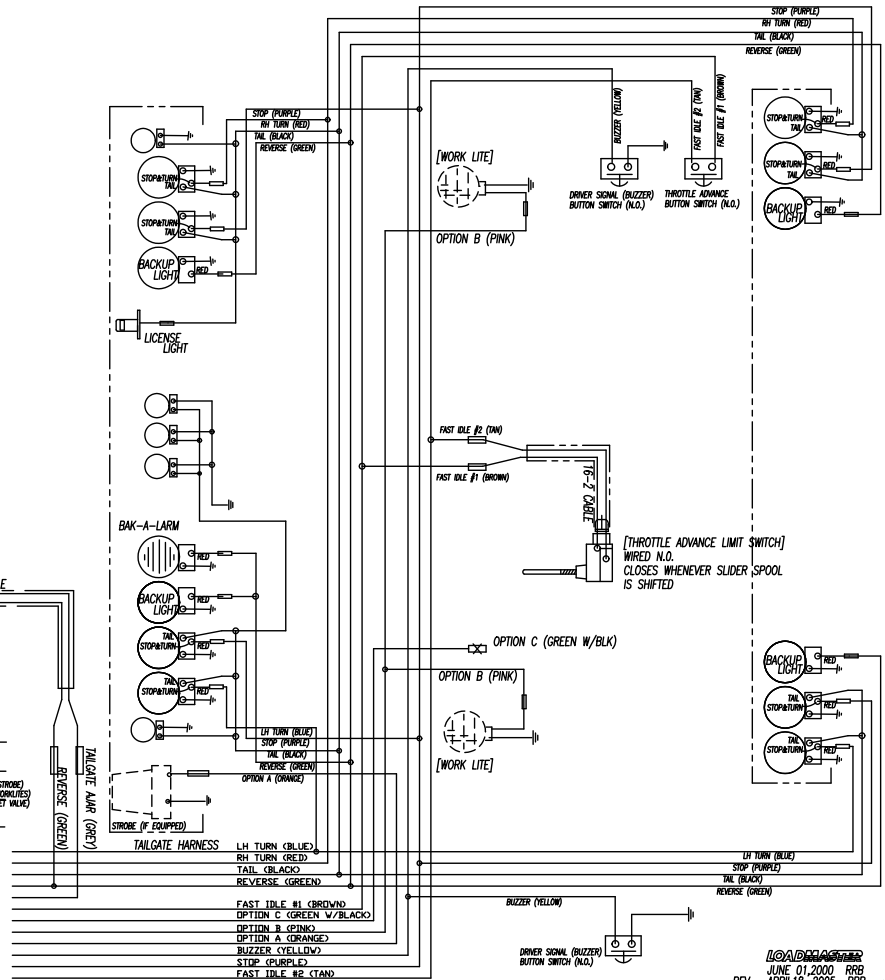 STOP (PURPLE)
RH TURN (RED)
TAIL (BLACK)
REVERSE (GREEN)
STOP (PURPLE)
RH TURN (RED)
TAIL (BLACK)
REVERSE (GREEN)
STOP&TURN
TAIL
RED
STOP&TURN
TAIL
BACKUP
LIGHT
RED
LICENSE
LIGHT
[WORK LITE]
OPTION B (PINK)
BUZZER (YELLOW)
FAST IDLE #2 (TAN)
FAST IDLE #1 (BROWN)
DRIVER SIGNAL (BUZZER)
BUTTON SWITCH (N.O.)
THROTTLE ADVANCE
BUTTON SWITCH (N.O.)
STOP&TURN
TAIL
RED
STOP&TURN
TAIL
RED
BACKUP
LIGHT
RED
FAST IDLE #2 (TAN)
FAST IDLE #1 (BROWN)
16-2 CABLE
[THROTTLE ADVANCE LIMIT SWITCH]
WIRED N.O.
CLOSES WHENEVER SLIDER SPOOL
IS SHIFTED
BAK-A-LARM
RED
BACKUP
LIGHT
RED
TAIL
STOP&TURN
RED
TAIL
STOP&TURN
RED
OPTION C (GREEN W/BLK)
OPTION B (PINK)
[WORK LITE]
BACKUP
LIGHT
RED
TAIL
STOP&TURN
RED
TAIL
STOP&TURN
RED
E
STROBE)
ORKLITES)
ET VALVE)
REVERSE (GREEN)
TAILGATE AJAR (GREY)
LH TURN (BLUE)
STOP (PURPLE)
TAIL (BLACK)
REVERSE (GREEN)
OPTION A (ORANGE)
STROBE (IF EQUIPPED)
TAILGATE HARNESS
LH TURN (BLUE)
RH TURN (RED)
TAIL (BLACK)
REVERSE (GREEN)
FAST IDLE #1 (BROWN)
OPTION C (GREEN W/BLACK)
OPTION B (PINK)
OPTION A (ORANGE)
BUZZER (YELLOW)
STOP (PURPLE)
FAST IDLE #2 (TAN)
LH TURN (BLUE)
STOP (PURPLE)
TAIL (BLACK)
REVERSE (GREEN)
BUZZER (YELLOW)
DRIVER SIGNAL (BUZZER)
BUTTON SWITCH (N.O.)
LOADMASTER
JUNE 01,2000 RRB